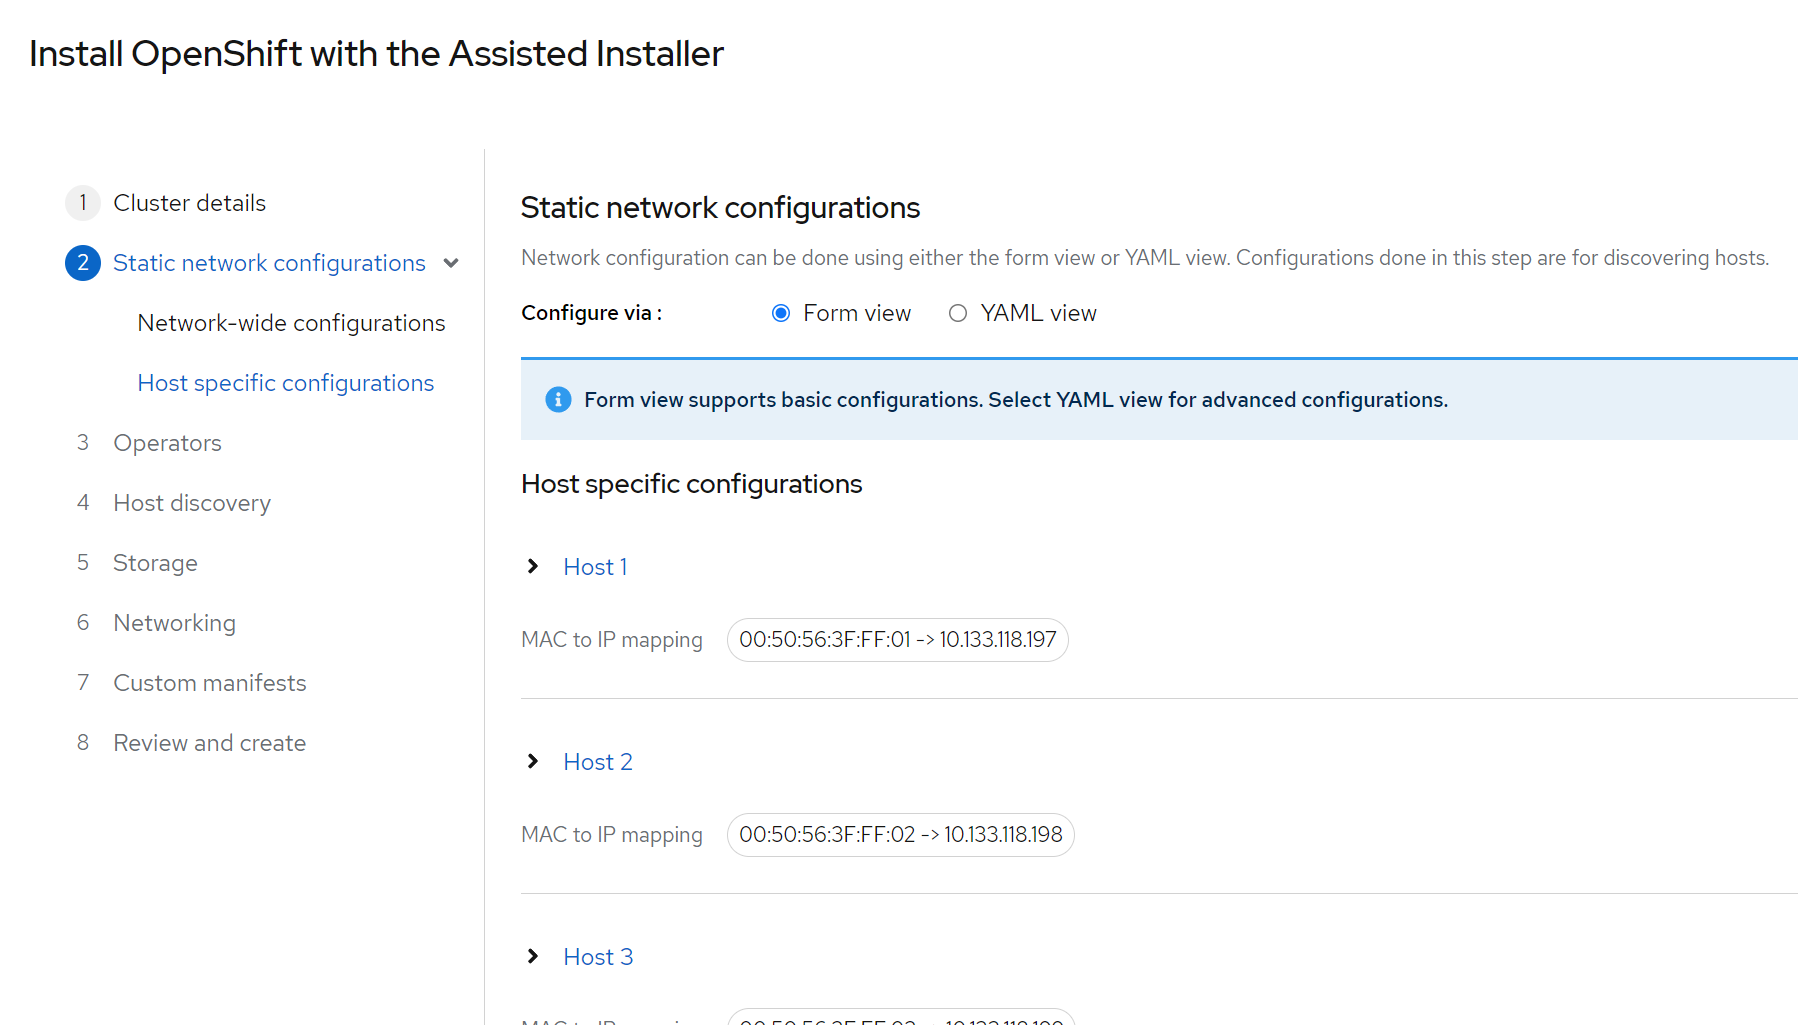 Install OpenShift with the Assisted Installer
1 Cluster details
2 Static network configurations
Network-wide configurations
Host specific configurations
3 Operators
4 Host discovery
5 Storage
6 Networking
7 Custom manifests
8 Review and create
Static network configurations
Network configuration can be done using either the form view or YAML view. Configurations done in this step are for discovering hosts.
Configure via : Form view YAML view
Form view supports basic configurations. Select YAML view for advanced configurations.
Host specific configurations
Host 1
MAC to IP mapping 00:50:56:3F:FF:01 -> 10.133.118.197
Host 2
MAC to IP mapping 00:50:56:3F:FF:02 -> 10.133.118.198
Host 3